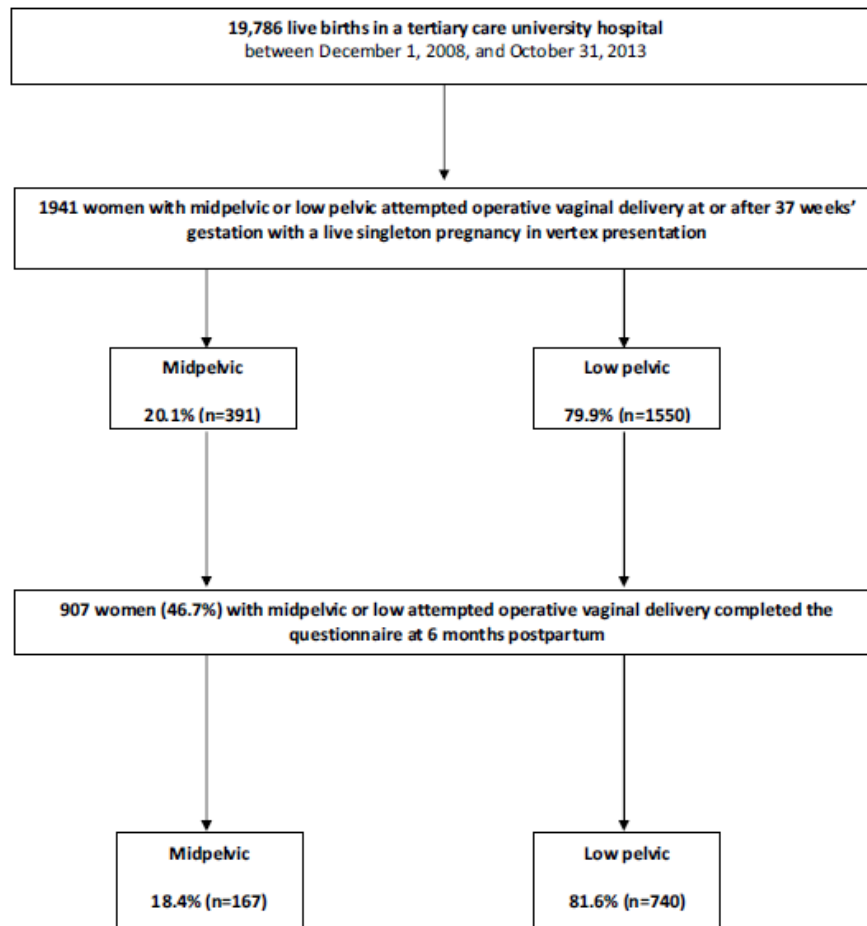 19,786 live births in a tertiary care university hospital
between December 1, 2008, and October 31, 2013
1941 women with midpelvic or low pelvic attempted operative vaginal delivery at or after 37 weeks’
gestation with a live singleton pregnancy in vertex presentation
Midpelvic
20.1% (n=391)
Low pelvic
79.9% (n=1550)
907 women (46.7%) with midpelvic or low attempted operative vaginal delivery completed the
questionnaire at 6 months postpartum
Midpelvic
18.4% (n=167)
Low pelvic
81.6% (n=740)